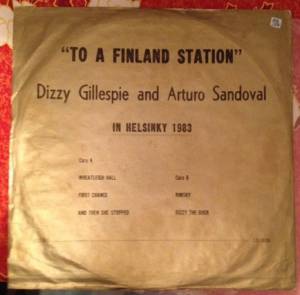 "TO A FINLAND STATION"
Dizzy Gillespie and Arturo Sandoval
IN HELSINKY 1983
Cara A
WHEATLEIGH HALL
FIRST CHANCE
AND THEN SHE STOPPED
Cara B
RIMSKY
DIZZY THE DUCK